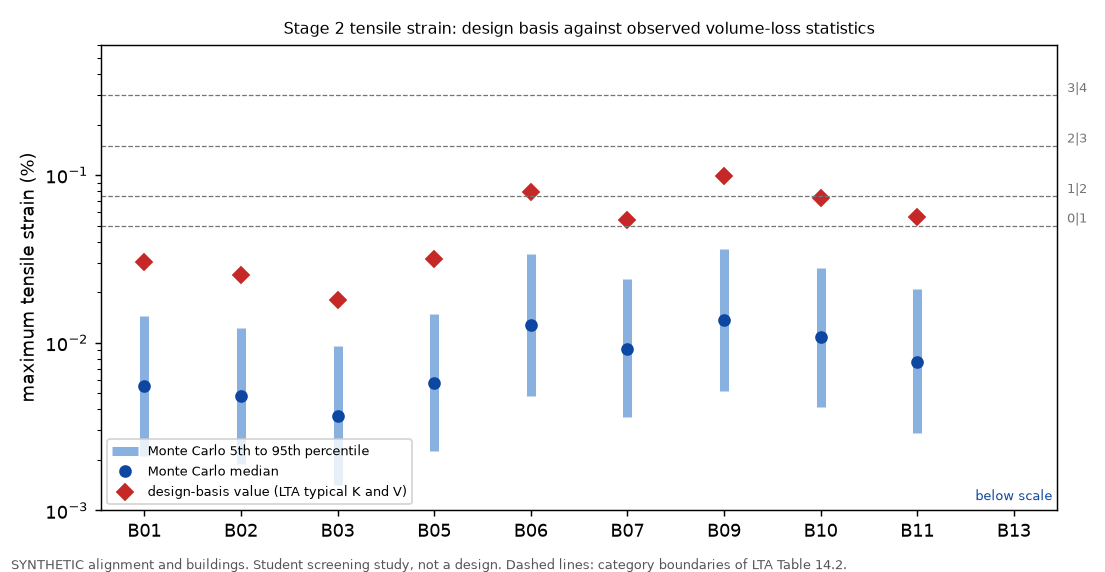 Stage 2 tensile strain: design basis against observed volume-loss statistics
maximum tensile strain (%)
10⁻¹
10⁻²
10⁻³
3|4
2|3
1|2
0|1
Monte Carlo 5th to 95th percentile
Monte Carlo median
design-basis value (LTA typical K and V)
below scale
B01 B02 B03 B05 B06 B07 B09 B10 B11 B13
SYNTHETIC alignment and buildings. Student screening study, not a design. Dashed lines: category boundaries of LTA Table 14.2.